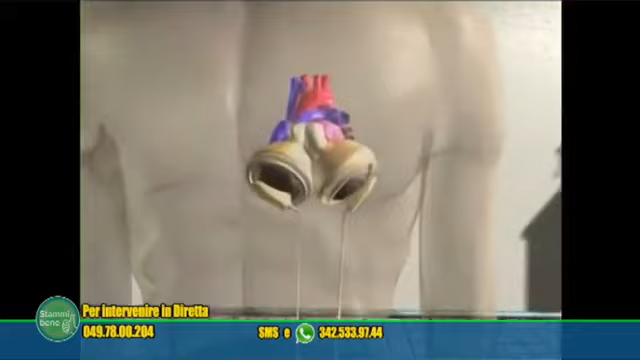 Stammi
bene
Per intervenire in Diretta
049.78.00.204
SMS e 342.533.97.44